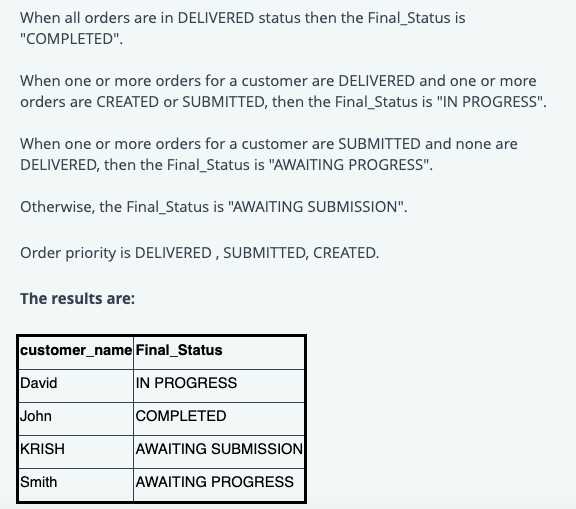 When all orders are in DELIVERED status then the Final_Status is
"COMPLETED".
When one or more orders for a customer are DELIVERED and one or more
orders are CREATED or SUBMITTED, then the Final_Status is "IN PROGRESS".
When one or more orders for a customer are SUBMITTED and none are
DELIVERED, then the Final_Status is "AWAITING PROGRESS".
Otherwise, the Final_Status is "AWAITING SUBMISSION".
Order priority is DELIVERED , SUBMITTED, CREATED.
The results are:
customer_name Final_Status
David IN PROGRESS
John COMPLETED
KRISH AWAITING SUBMISSION
Smith AWAITING PROGRESS